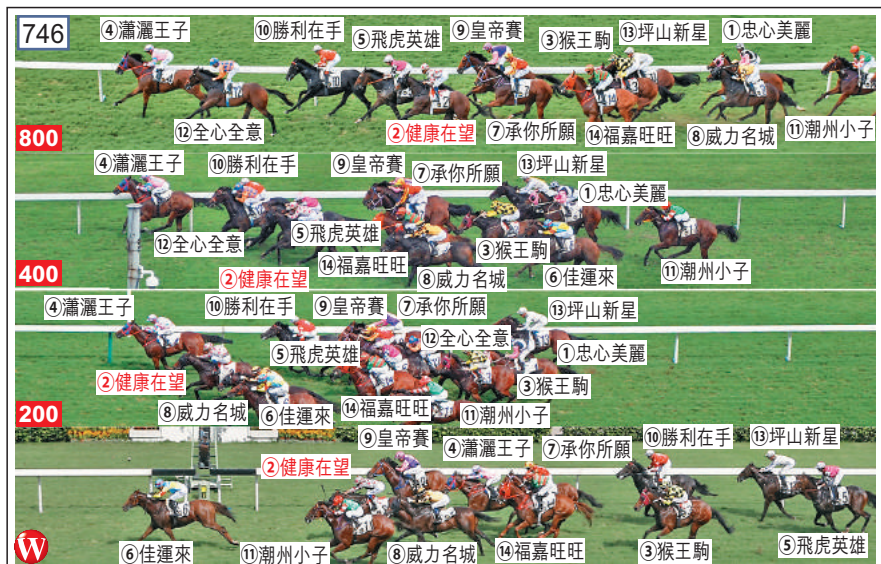 746
④瀟灑王子 ⑩勝利在手 ⑤飛虎英雄 ⑨皇帝賽 ③猴王駒 ⑬坪山新星 ①忠心美麗
800 ⑫全心全意 ②健康在望 ⑦承你所願 ⑭福嘉旺旺 ⑧威力名城 ⑪潮州小子
④瀟灑王子 ⑩勝利在手 ⑨皇帝賽 ⑦承你所願 ⑬坪山新星 ①忠心美麗
400 ⑫全心全意 ②健康在望 ⑤飛虎英雄 ⑭福嘉旺旺 ⑧威力名城 ③猴王駒 ⑥佳運來 ⑪潮州小子
④瀟灑王子 ⑩勝利在手 ⑨皇帝賽 ⑦承你所願 ⑬坪山新星
②健康在望 ⑤飛虎英雄 ⑫全心全意 ①忠心美麗
200 ⑧威力名城 ⑥佳運來 ⑭福嘉旺旺 ⑪潮州小子 ③猴王駒
②健康在望 ⑨皇帝賽 ④瀟灑王子 ⑦承你所願 ⑩勝利在手 ⑬坪山新星
W ⑥佳運來 ⑪潮州小子 ⑧威力名城 ⑭福嘉旺旺 ③猴王駒 ⑤飛虎英雄